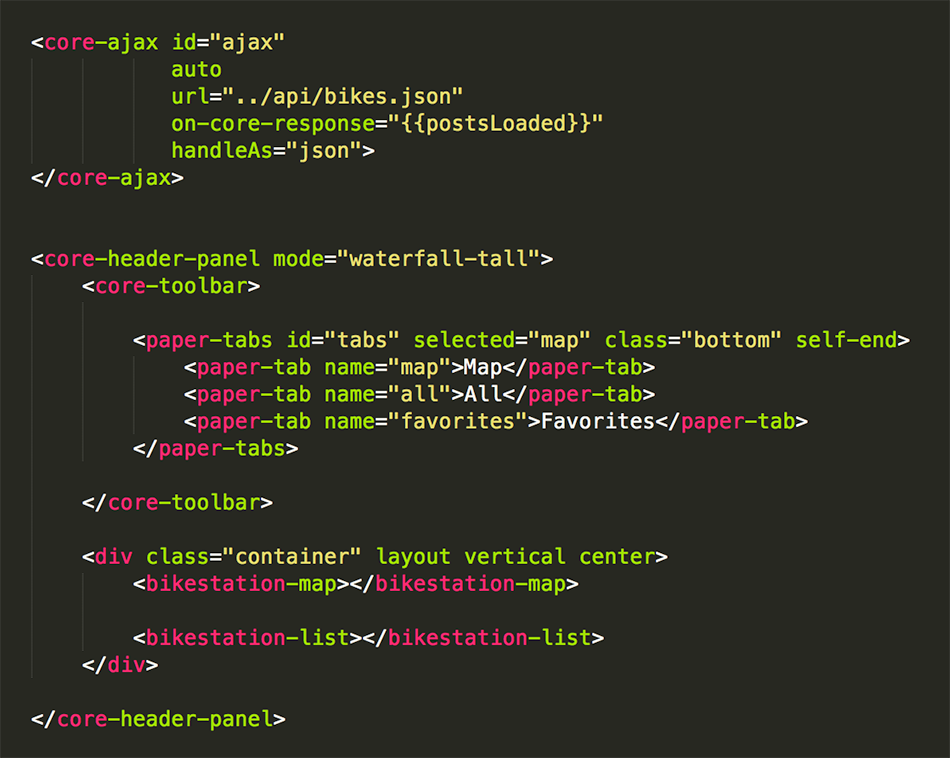 <core-ajax id="ajax"
           auto
           url="../api/bikes.json"
           on-core-response="{{postsLoaded}}"
           handleAs="json">
</core-ajax>
<core-header-panel mode="waterfall-tall">
    <core-toolbar>
        <paper-tabs id="tabs" selected="map" class="bottom" self-end>
            <paper-tab name="map">Map</paper-tab>
            <paper-tab name="all">All</paper-tab>
            <paper-tab name="favorites">Favorites</paper-tab>
        </paper-tabs>
    </core-toolbar>
    <div class="container" layout vertical center>
        <bikestation-map></bikestation-map>
        <bikestation-list></bikestation-list>
    </div>
</core-header-panel>